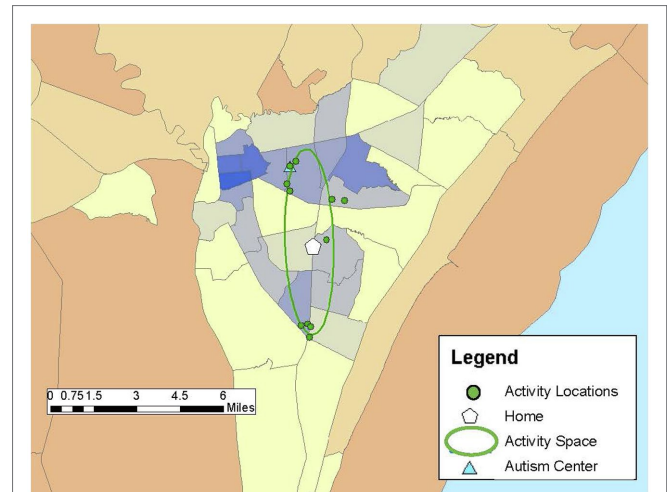 Legend
Activity Locations
Home
Activity Space
Autism Center
0 0.75 1.5 3 4.5 6
Miles